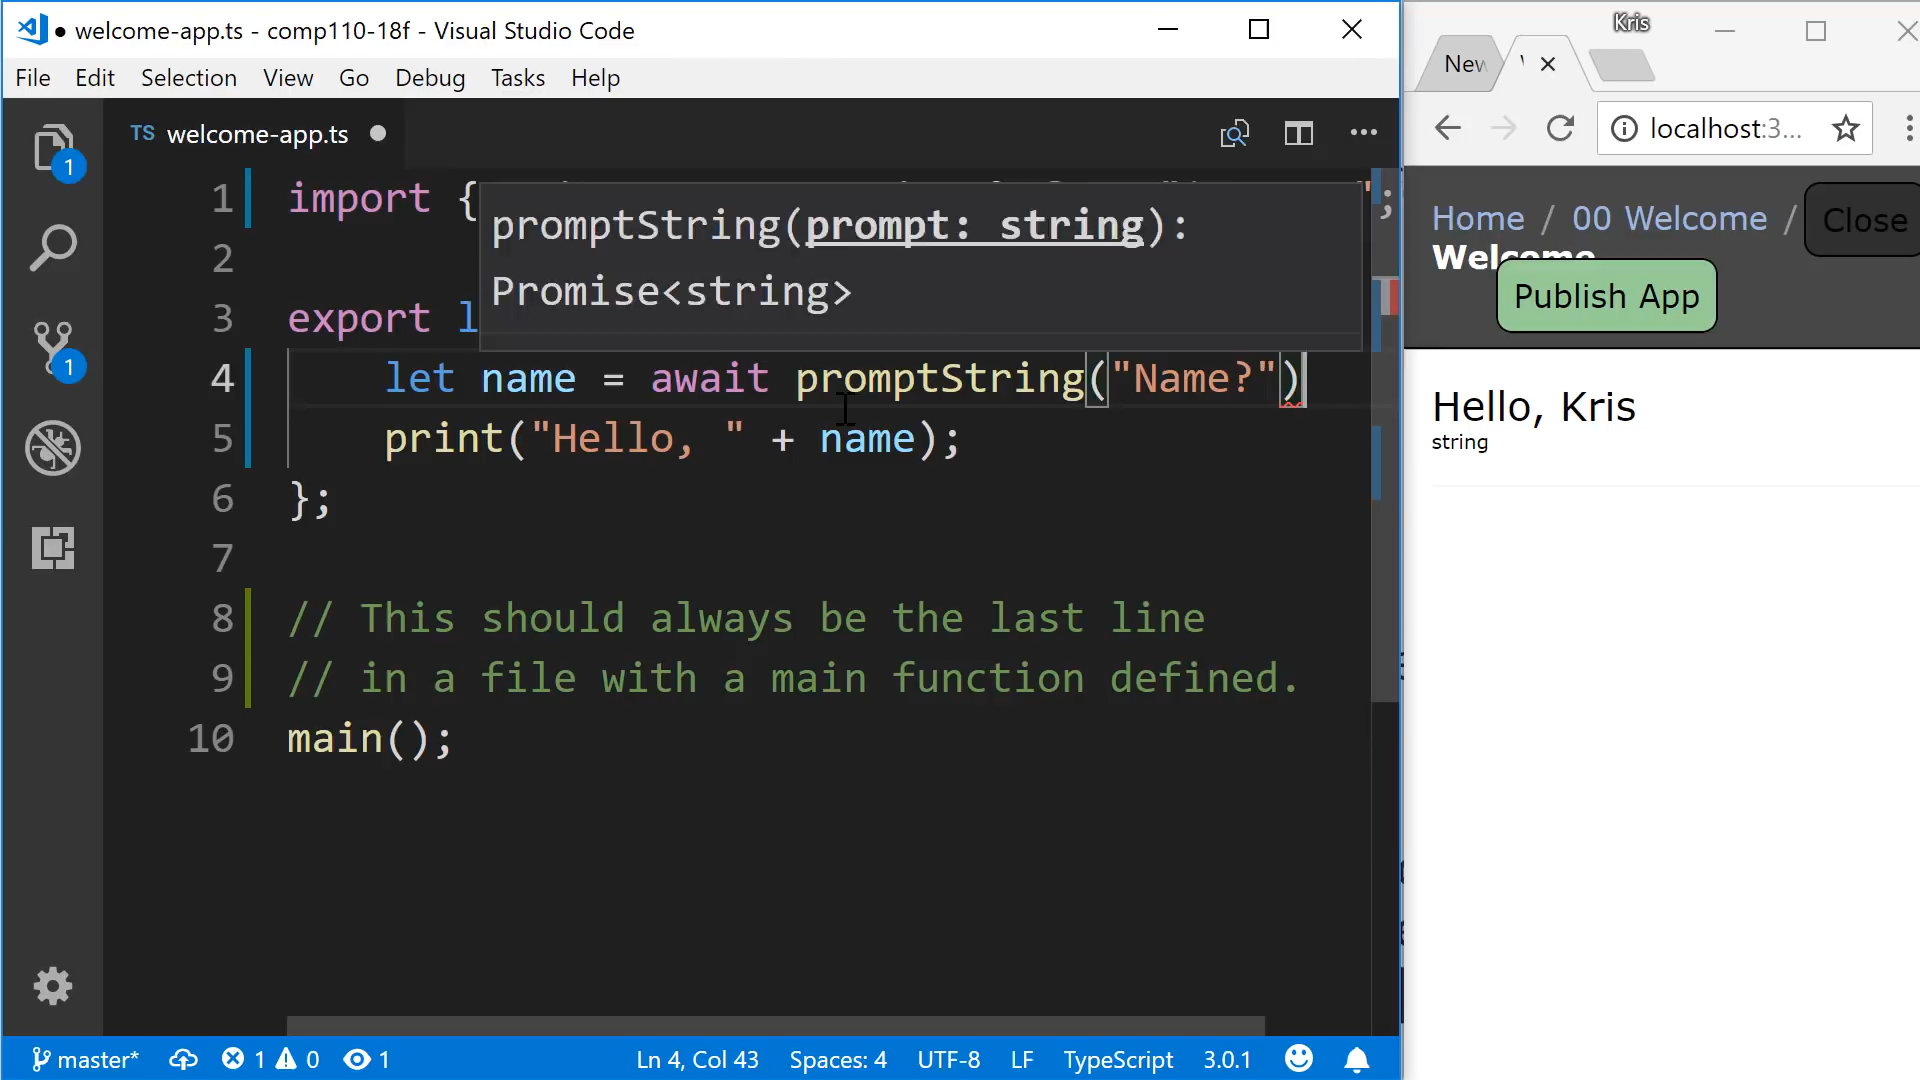 ● welcome-app.ts - comp110-18f - Visual Studio Code
File Edit Selection View Go Debug Tasks Help
TS welcome-app.ts ●
1 import {
";
promptString(prompt: string):
Promise<string>
2
3 export l
4 let name = await promptString("Name?")
5 print("Hello, " + name);
6 };
7
8 // This should always be the last line
9 // in a file with a main function defined.
10 main();
1
1
master* 1 0 1 Ln 4, Col 43 Spaces: 4 UTF-8 LF TypeScript 3.0.1
Kris
New
localhost:3...
Home / 00 Welcome /
Welcome
Close
Publish App
Hello, Kris
string